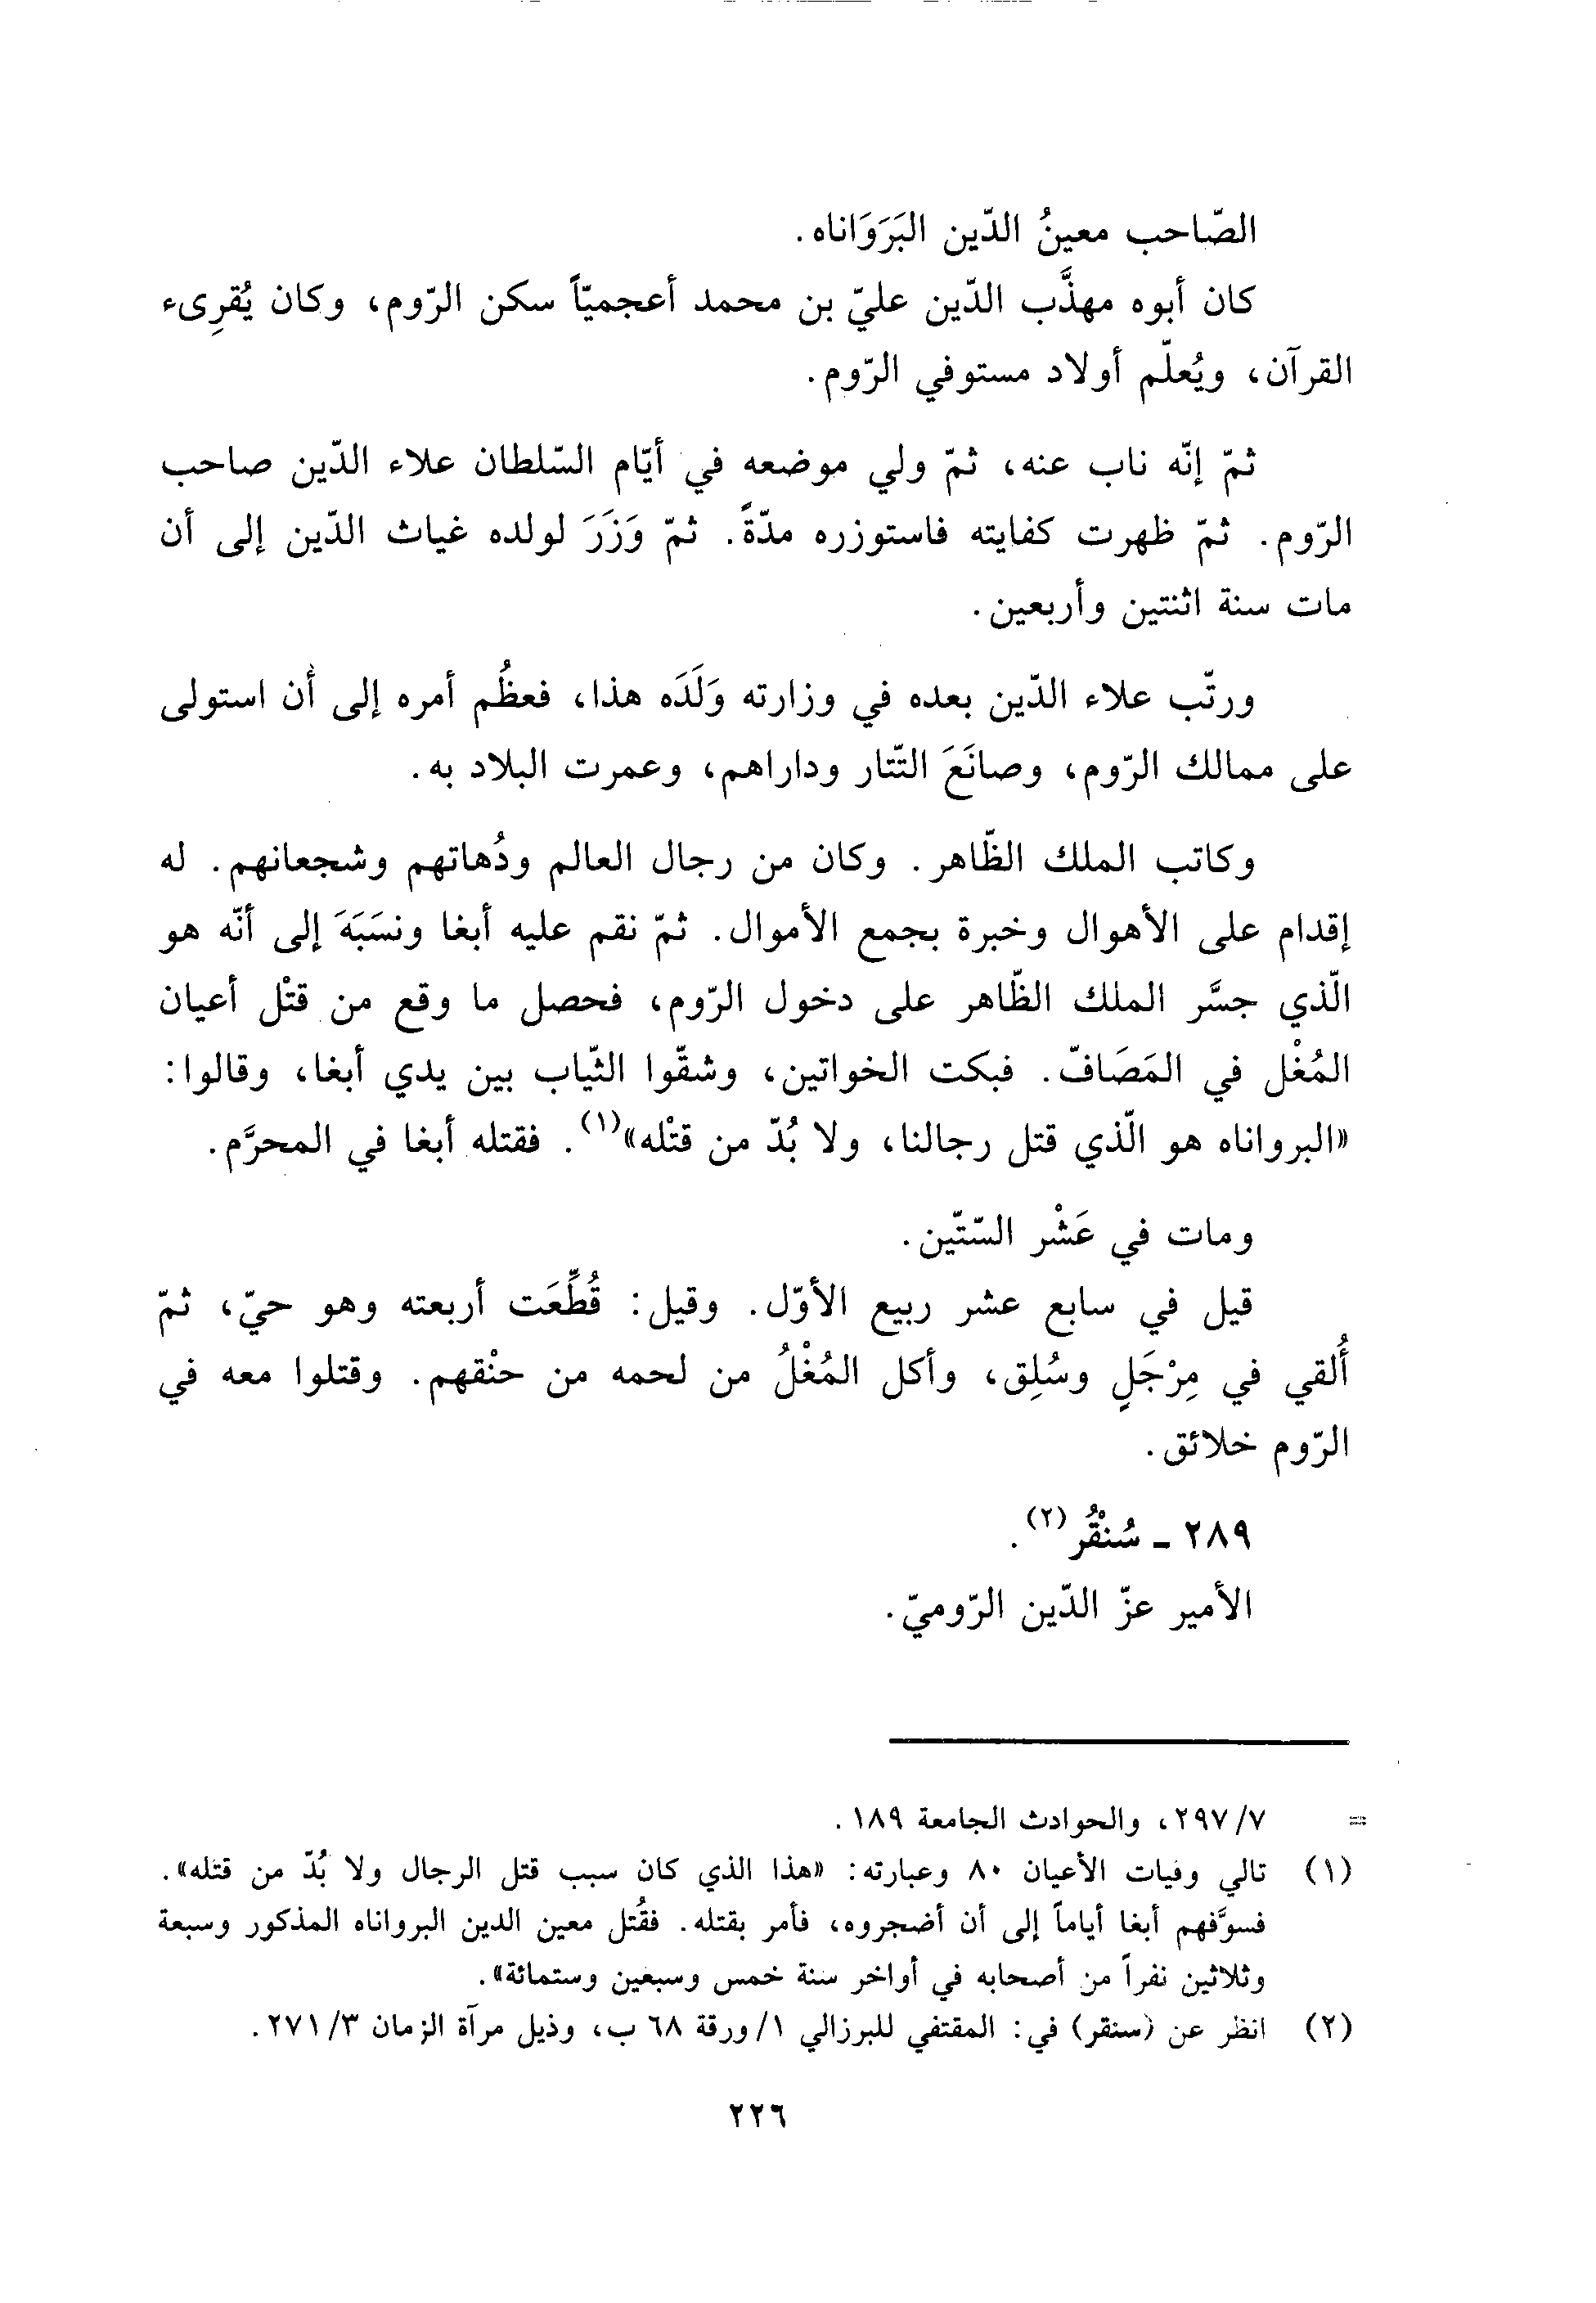 الصّاحب معينُ الدّين البَرَوَاناه.
كان أبوه مهذَّب الدّين عليّ بن محمد أعجميّاً سكن الرّوم، وكان يُقرِىء
القرآن، ويُعلّم أولاد مستوفي الرّوم.
ثمّ إنّه ناب عنه، ثمّ ولي موضعه في أيّام السّلطان علاء الدّين صاحب
الرّوم. ثمّ ظهرت كفايته فاستوزره مدّةً. ثمّ وَزَرَ لولده غياث الدّين إلى أن
مات سنة اثنتين وأربعين.
ورتّب علاء الدّين بعده في وزارته وَلَدَه هذا، فعظُم أمره إلى أن استولى
على ممالك الرّوم، وصانَعَ التّتار وداراهم، وعمرت البلاد به.
وكاتب الملك الظّاهر. وكان من رجال العالم ودُهاتهم وشجعانهم. له
إقدام على الأهوال وخبرة بجمع الأموال. ثمّ نقم عليه أبغا ونسَبَهَ إلى أنّه هو
الّذي جسَّر الملك الظّاهر على دخول الرّوم، فحصل ما وقع من قتْل أعيان
المُغْل في المَصَافّ. فبكت الخواتين، وشقّوا الثّياب بين يدي أبغا، وقالوا:
«البرواناه هو الّذي قتل رجالنا، ولا بُدّ من قتْله»(١). فقتله أبغا في المحرَّم.
ومات في عَشْر السّتّين.
قيل في سابع عشر ربيع الأوّل. وقيل: قُطِّعَت أربعته وهو حيّ، ثمّ
أُلقي في مِرْجَلٍ وسُلِق، وأكل المُغْلُ من لحمه من حنْقهم. وقتلوا معه في
الرّوم خلائق.
٢٨٩ - سُنْقُر(٢).
الأمير عزّ الدّين الرّوميّ.
= ٢٩٧/٧، والحوادث الجامعة ١٨٩.
(١) تالي وفيات الأعيان ٨٠ وعبارته: «هذا الذي كان سبب قتل الرجال ولا بُدّ من قتله».
فسوَّفهم أبغا أياماً إلى أن أضجروه، فأمر بقتله. فقُتل معين الدين البرواناه المذكور وسبعة
وثلاثين نفراً من أصحابه في أواخر سنة خمس وسبعين وستمائة».
(٢) انظر عن (سنقر) في: المقتفي للبرزالي ١/ورقة ٦٨ ب، وذيل مرآة الزمان ٢٧١/٣.
٢٢٦